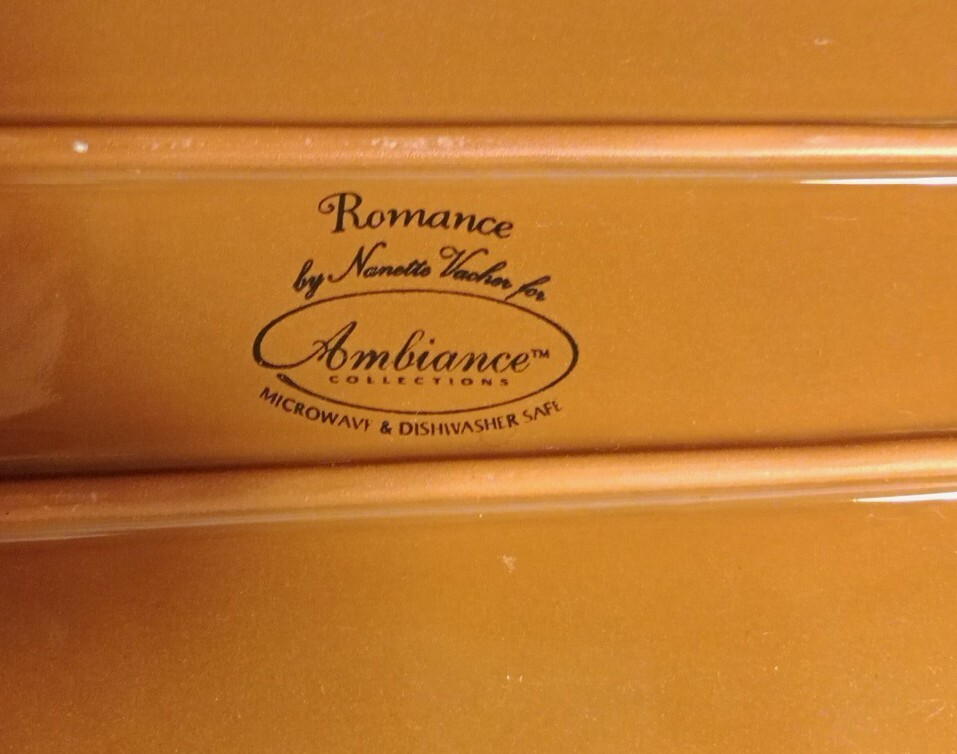 Romance
by Nanette Vacher for
Ambiance™
COLLECTIONS
MICROWAVE & DISHWASHER SAFE